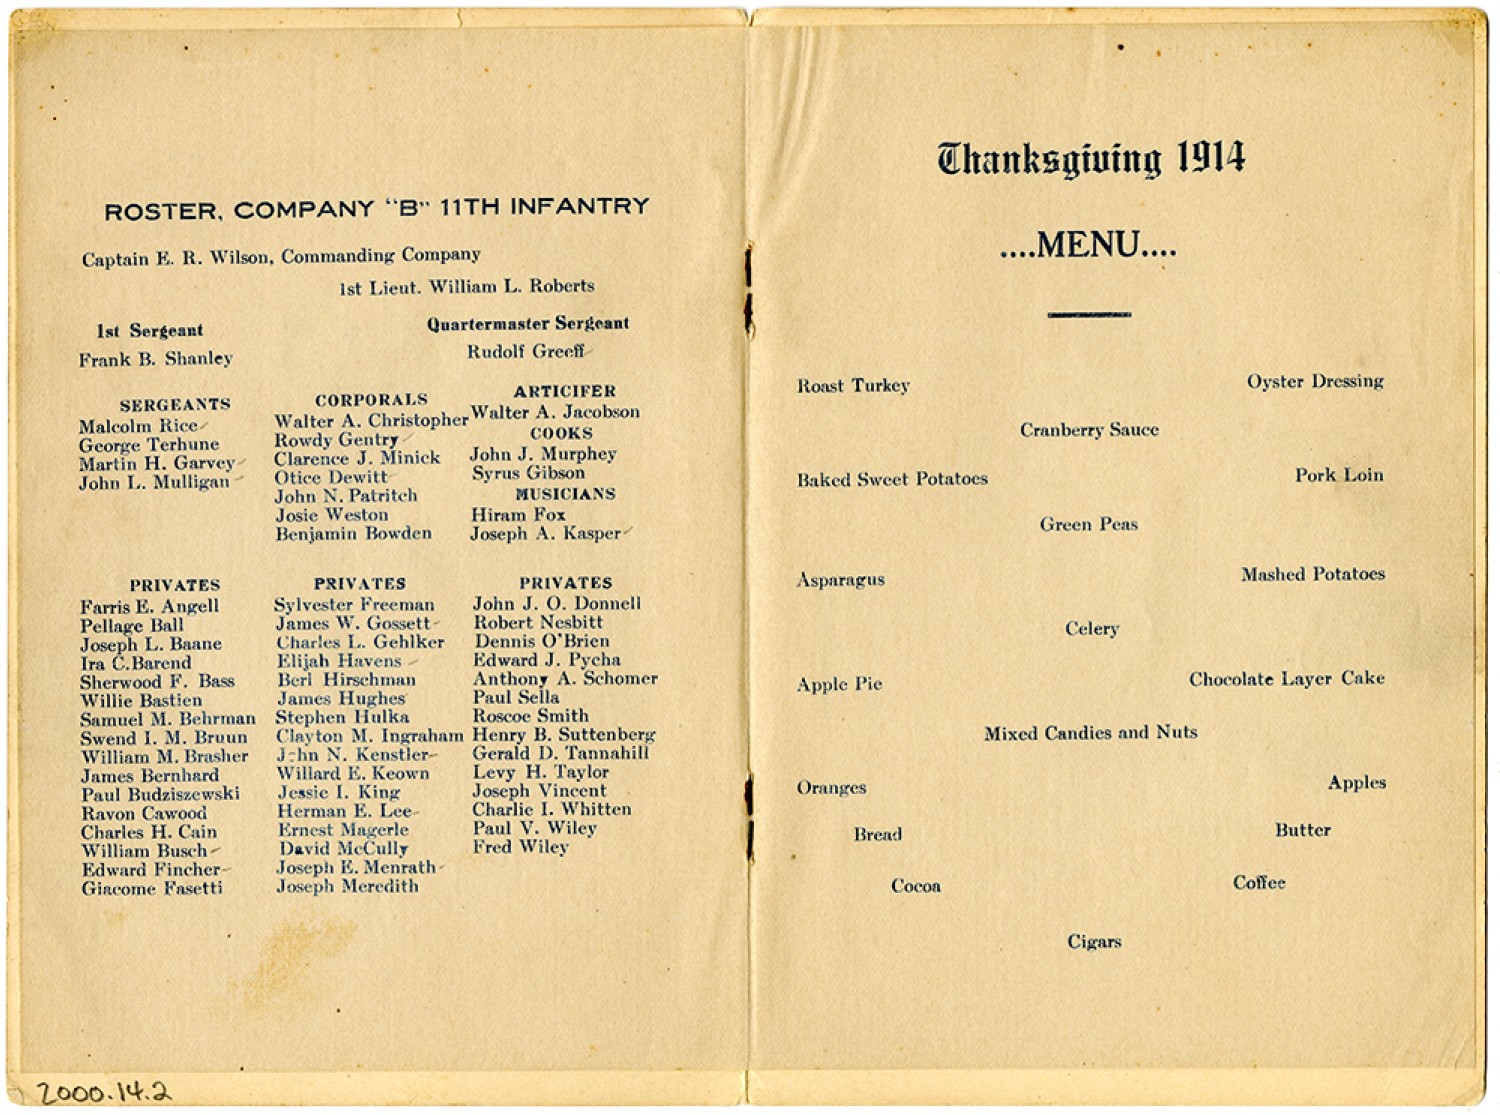 ROSTER, COMPANY "B" 11TH INFANTRY
Captain E. R. Wilson, Commanding Company
1st Lieut. William L. Roberts
1st Sergeant
Frank B. Shanley
Quartermaster Sergeant
Rudolf Greeff
SERGEANTS
Malcolm Rice
George Terhune
Martin H. Garvey
John L. Mulligan
CORPORALS
Walter A. Christopher
Rowdy Gentry
Clarence J. Minick
Otice Dewitt
John N. Patritch
Josie Weston
Benjamin Bowden
ARTICIFER
Walter A. Jacobson
COOKS
John J. Murphey
Syrus Gibson
MUSICIANS
Hiram Fox
Joseph A. Kasper
PRIVATES
Farris E. Angell
Pellage Ball
Joseph L. Baane
Ira C.Barend
Sherwood F. Bass
Willie Bastien
Samuel M. Behrman
Swend I. M. Bruun
William M. Brasher
James Bernhard
Paul Budziszewski
Ravon Cawood
Charles H. Cain
William Busch
Edward Fincher
Giacome Fasetti
PRIVATES
Sylvester Freeman
James W. Gossett
Charles L. Gehlker
Elijah Havens
Berl Hirschman
James Hughes
Stephen Hulka
Clayton M. Ingraham
John N. Kenstler
Willard E. Keown
Jessie I. King
Herman E. Lee
Ernest Magerle
David McCully
Joseph E. Menrath
Joseph Meredith
PRIVATES
John J. O. Donnell
Robert Nesbitt
Dennis O'Brien
Edward J. Pycha
Anthony A. Schomer
Paul Sella
Roscoe Smith
Henry B. Suttenberg
Gerald D. Tannahill
Levy H. Taylor
Joseph Vincent
Charlie I. Whitten
Paul V. Wiley
Fred Wiley
2000.14.2
Thanksgiving 1914
....MENU....
Roast Turkey
Oyster Dressing
Cranberry Sauce
Baked Sweet Potatoes
Pork Loin
Green Peas
Asparagus
Mashed Potatoes
Celery
Apple Pie
Chocolate Layer Cake
Mixed Candies and Nuts
Oranges
Apples
Bread
Butter
Cocoa
Coffee
Cigars